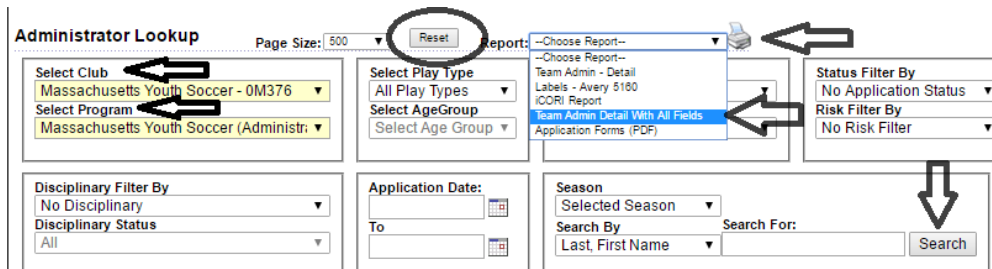 Administrator Lookup
Page Size: 500
Reset
Report: --Choose Report--
--Choose Report--
Team Admin - Detail
Labels - Avery 5160
iCORI Report
Team Admin Detail With All Fields
Application Forms (PDF)
Select Club
Massachusetts Youth Soccer - 0M376
Select Program
Massachusetts Youth Soccer (Administra
Select Play Type
All Play Types
Select AgeGroup
Select Age Group
Status Filter By
No Application Status
Risk Filter By
No Risk Filter
Disciplinary Filter By
No Disciplinary
Disciplinary Status
All
Application Date:
To
Season
Selected Season
Search By
Last, First Name
Search For:
Search